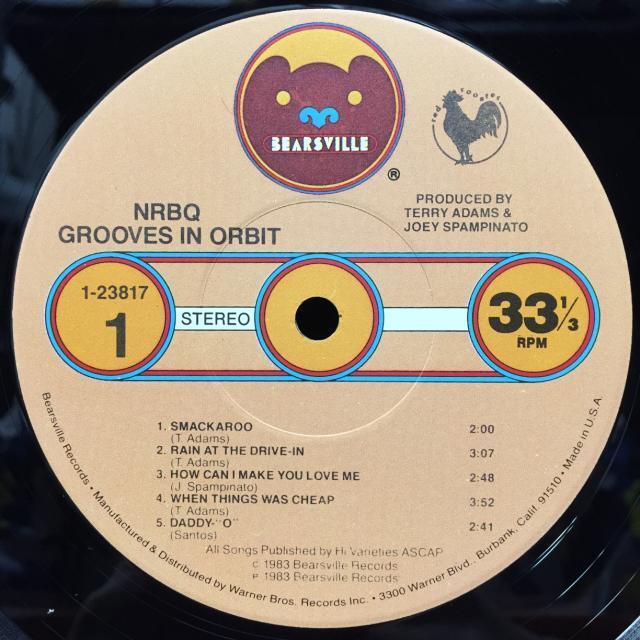 BEARSVILLE
®
red rooster
NRBQ
GROOVES IN ORBIT
PRODUCED BY
TERRY ADAMS &
JOEY SPAMPINATO
1-23817
1
STEREO
33 1/3
RPM
1. SMACKAROO 2:00
(T. Adams)
2. RAIN AT THE DRIVE-IN 3:07
(T. Adams)
3. HOW CAN I MAKE YOU LOVE ME 2:48
(J. Spampinato)
4. WHEN THINGS WAS CHEAP 3:52
(T. Adams)
5. DADDY-"O" 2:41
(Santos)
All Songs Published by Hi Varieties ASCAP
© 1983 Bearsville Records
℗ 1983 Bearsville Records
Bearsville Records • Manufactured & Distributed by Warner Bros. Records Inc. • 3300 Warner Blvd., Burbank, Calif. 91510 • Made in U.S.A.